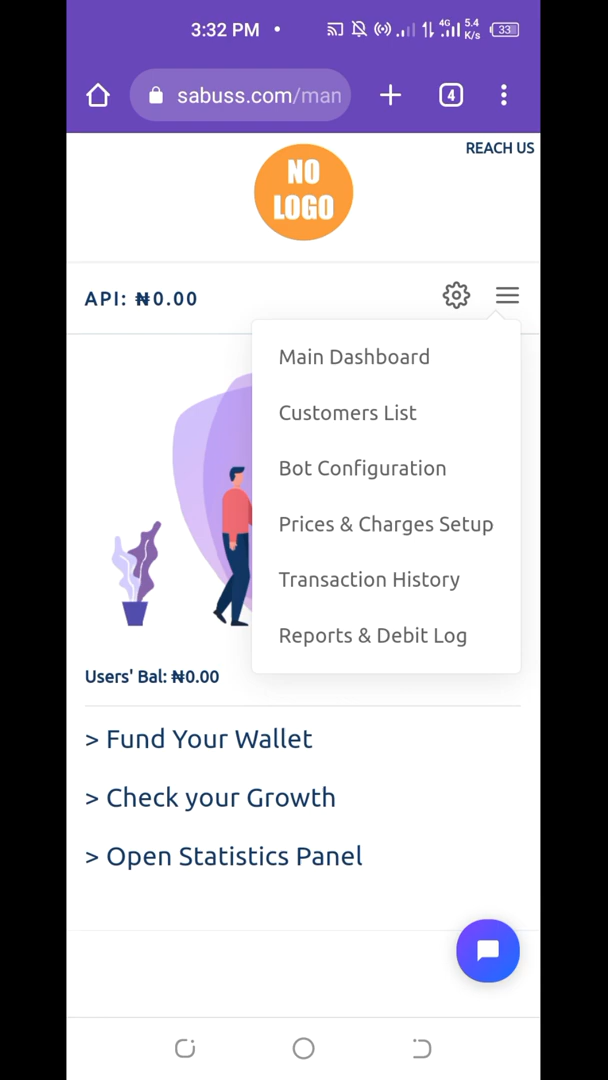 3:32 PM
4G 5.4 K/s 33
sabuss.com/man
4
REACH US
NO
LOGO
API: ₦0.00
Main Dashboard
Customers List
Bot Configuration
Prices & Charges Setup
Transaction History
Reports & Debit Log
Users' Bal: ₦0.00
> Fund Your Wallet
> Check your Growth
> Open Statistics Panel